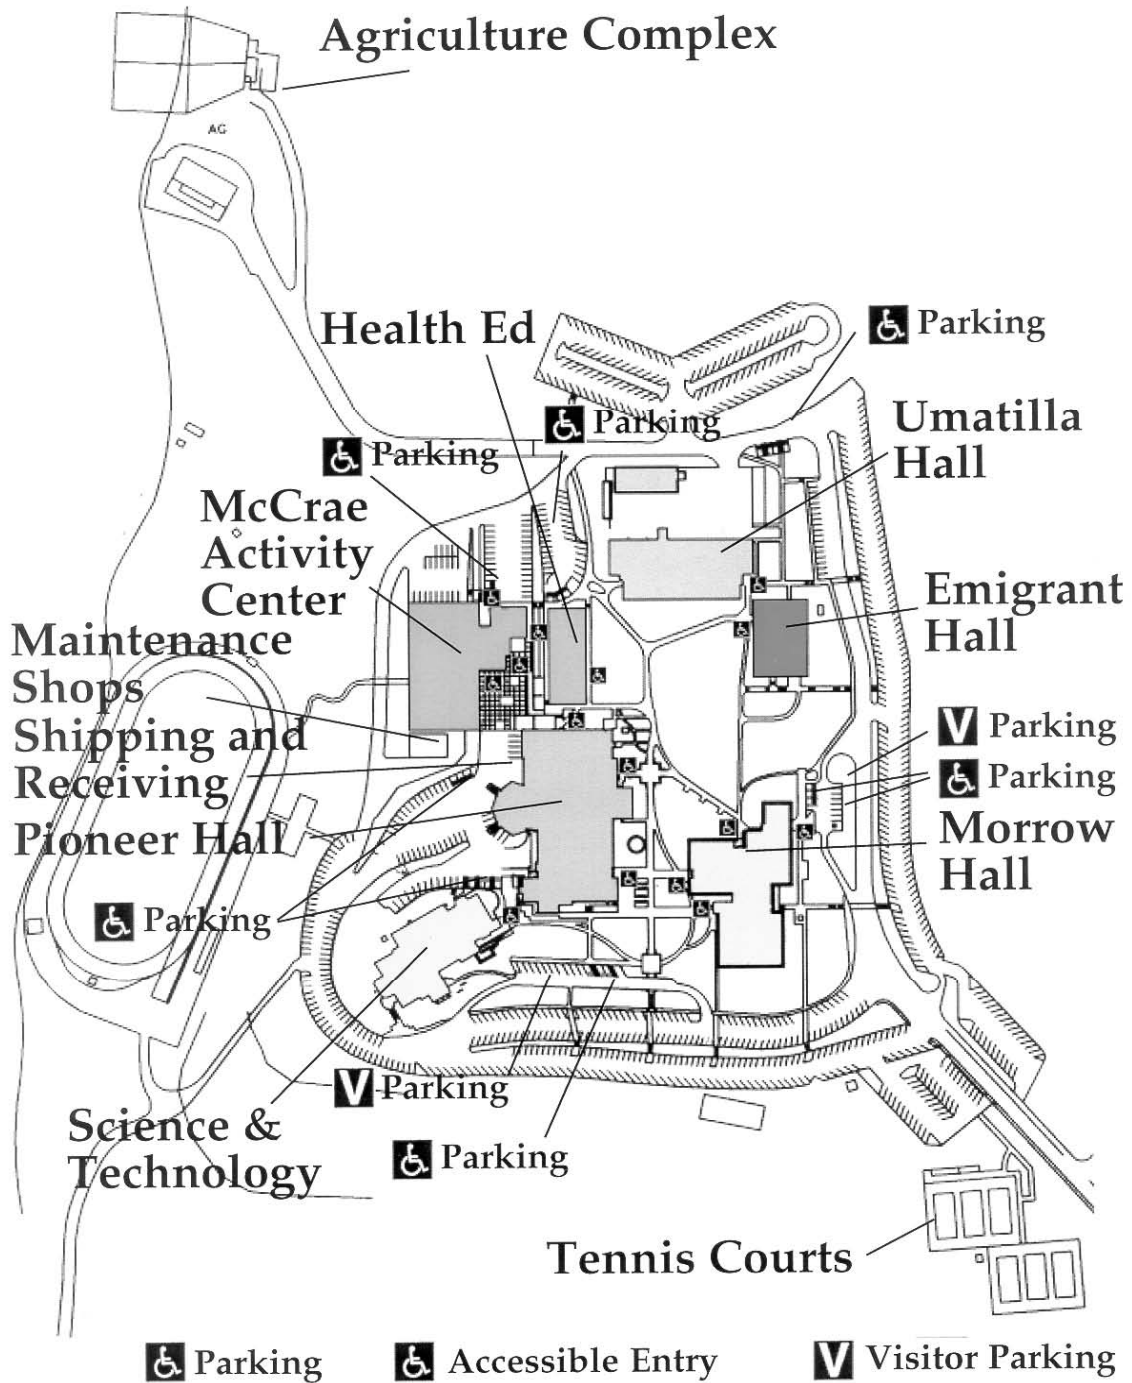 Agriculture Complex
AG
Health Ed
Parking
Parking
Umatilla
Hall
Parking
McCrae
Activity
Center
Emigrant
Hall
Maintenance
Shops
Shipping and
Receiving
V Parking
Parking
Pioneer Hall
Morrow
Hall
Parking
V Parking
Science &
Technology
Parking
Tennis Courts
Parking
Accessible Entry
V Visitor Parking